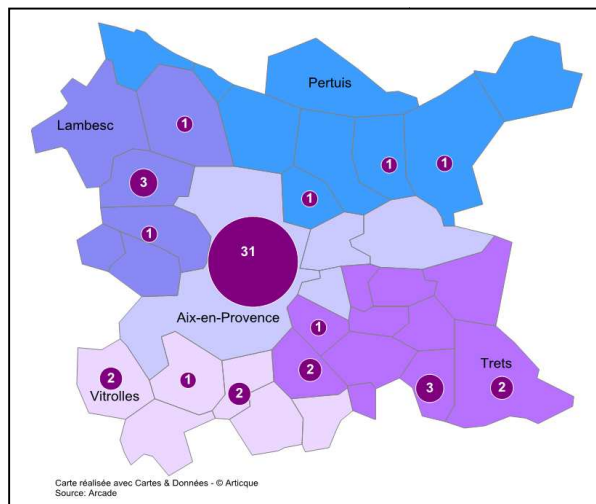 Pertuis
Lambesc
1
1
1
3
1
1
31
Aix-en-Provence
1
Trets
2
1
2
2
3
2
Vitrolles
Carte réalisée avec Cartes & Données - © Articque
Source: Arcade